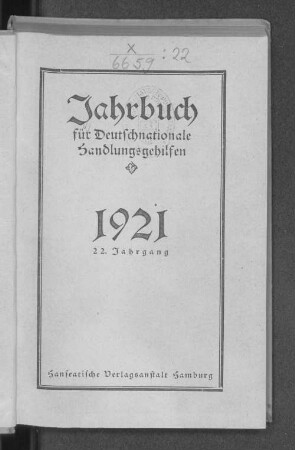 X
6659 : 22
Jahrbuch
für Deutschnationale
Handlungsgehilfen
1921
22. Jahrgang
Hanseatische Verlagsanstalt Hamburg